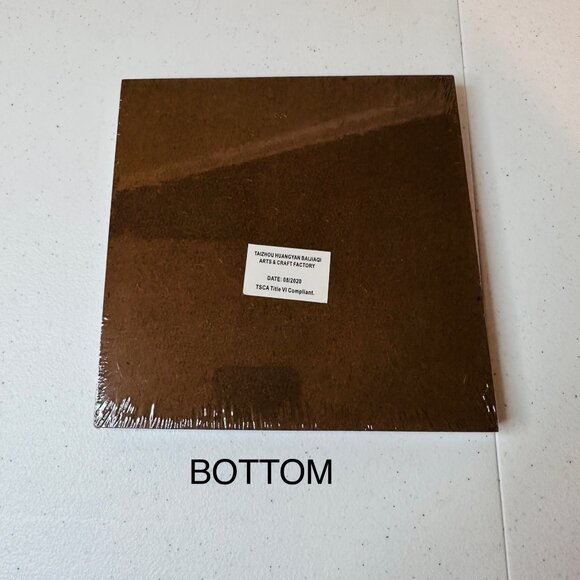 TAIZHOU HUANGYAN BAIJIAQI
ARTS & CRAFT FACTORY
DATE: 08/2020
TSCA Title VI Compliant.
BOTTOM